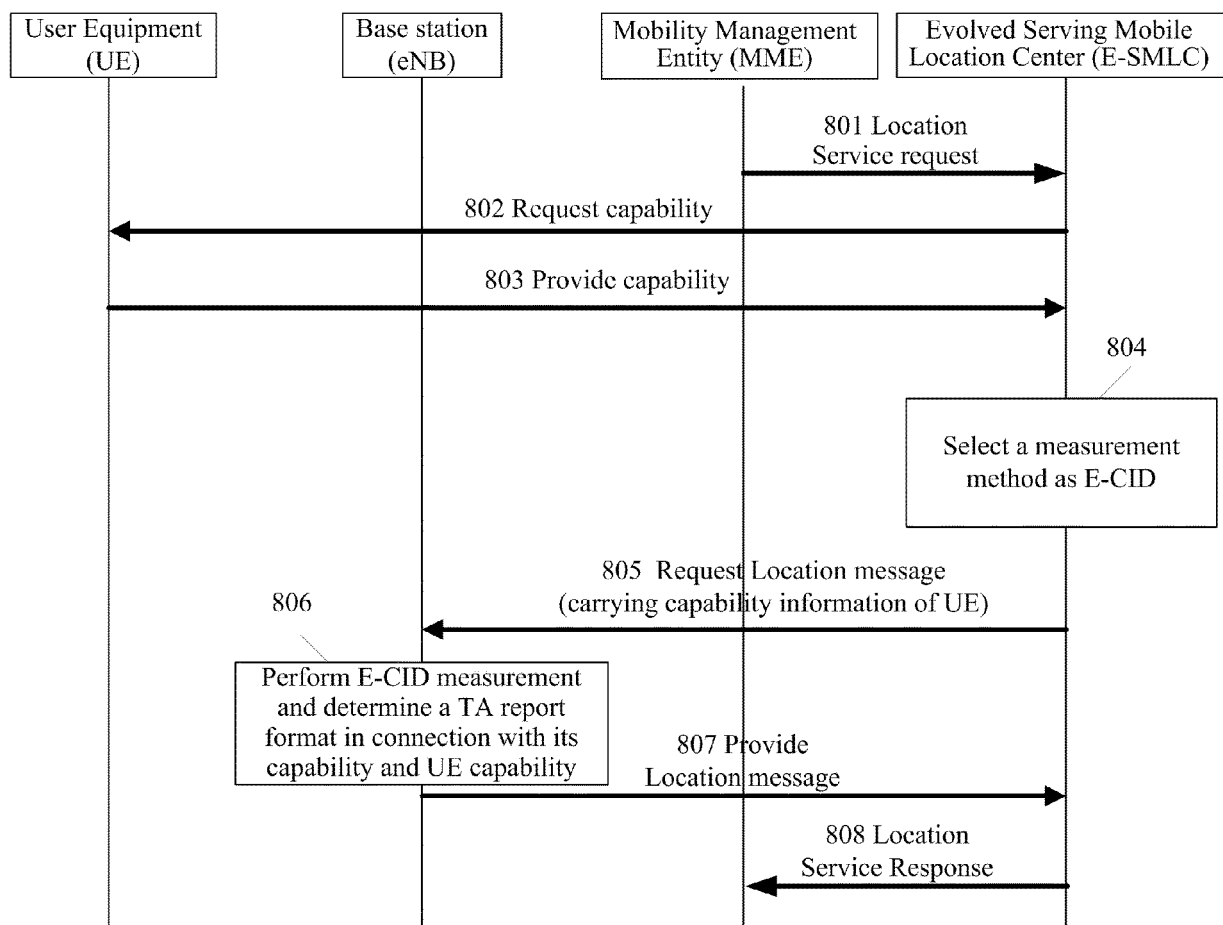 User Equipment
(UE)
Base station
(eNB)
Mobility Management
Entity (MME)
Evolved Serving Mobile
Location Center (E-SMLC)
801 Location
Service request
802 Request capability
803 Provide capability
804
Select a measurement
method as E-CID
805 Request Location message
(carrying capability information of UE)
806
Perform E-CID measurement
and determine a TA report
format in connection with its
capability and UE capability
807 Provide
Location message
808 Location
Service Response